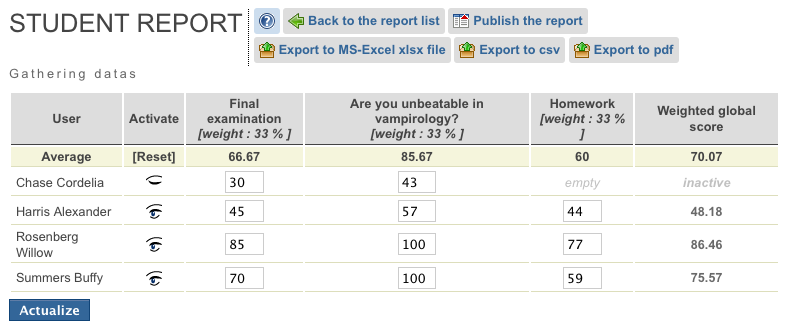 STUDENT REPORT
? Back to the report list Publish the report
Export to MS-Excel xlsx file Export to csv Export to pdf
Gathering datas
User Activate Final examination [weight : 33 % ] Are you unbeatable in vampirology? [weight : 33 % ] Homework [weight : 33 % ] Weighted global score
Average [Reset] 66.67 85.67 60 70.07
Chase Cordelia 30 43 empty inactive
Harris Alexander 45 57 44 48.18
Rosenberg Willow 85 100 77 86.46
Summers Buffy 70 100 59 75.57
Actualize